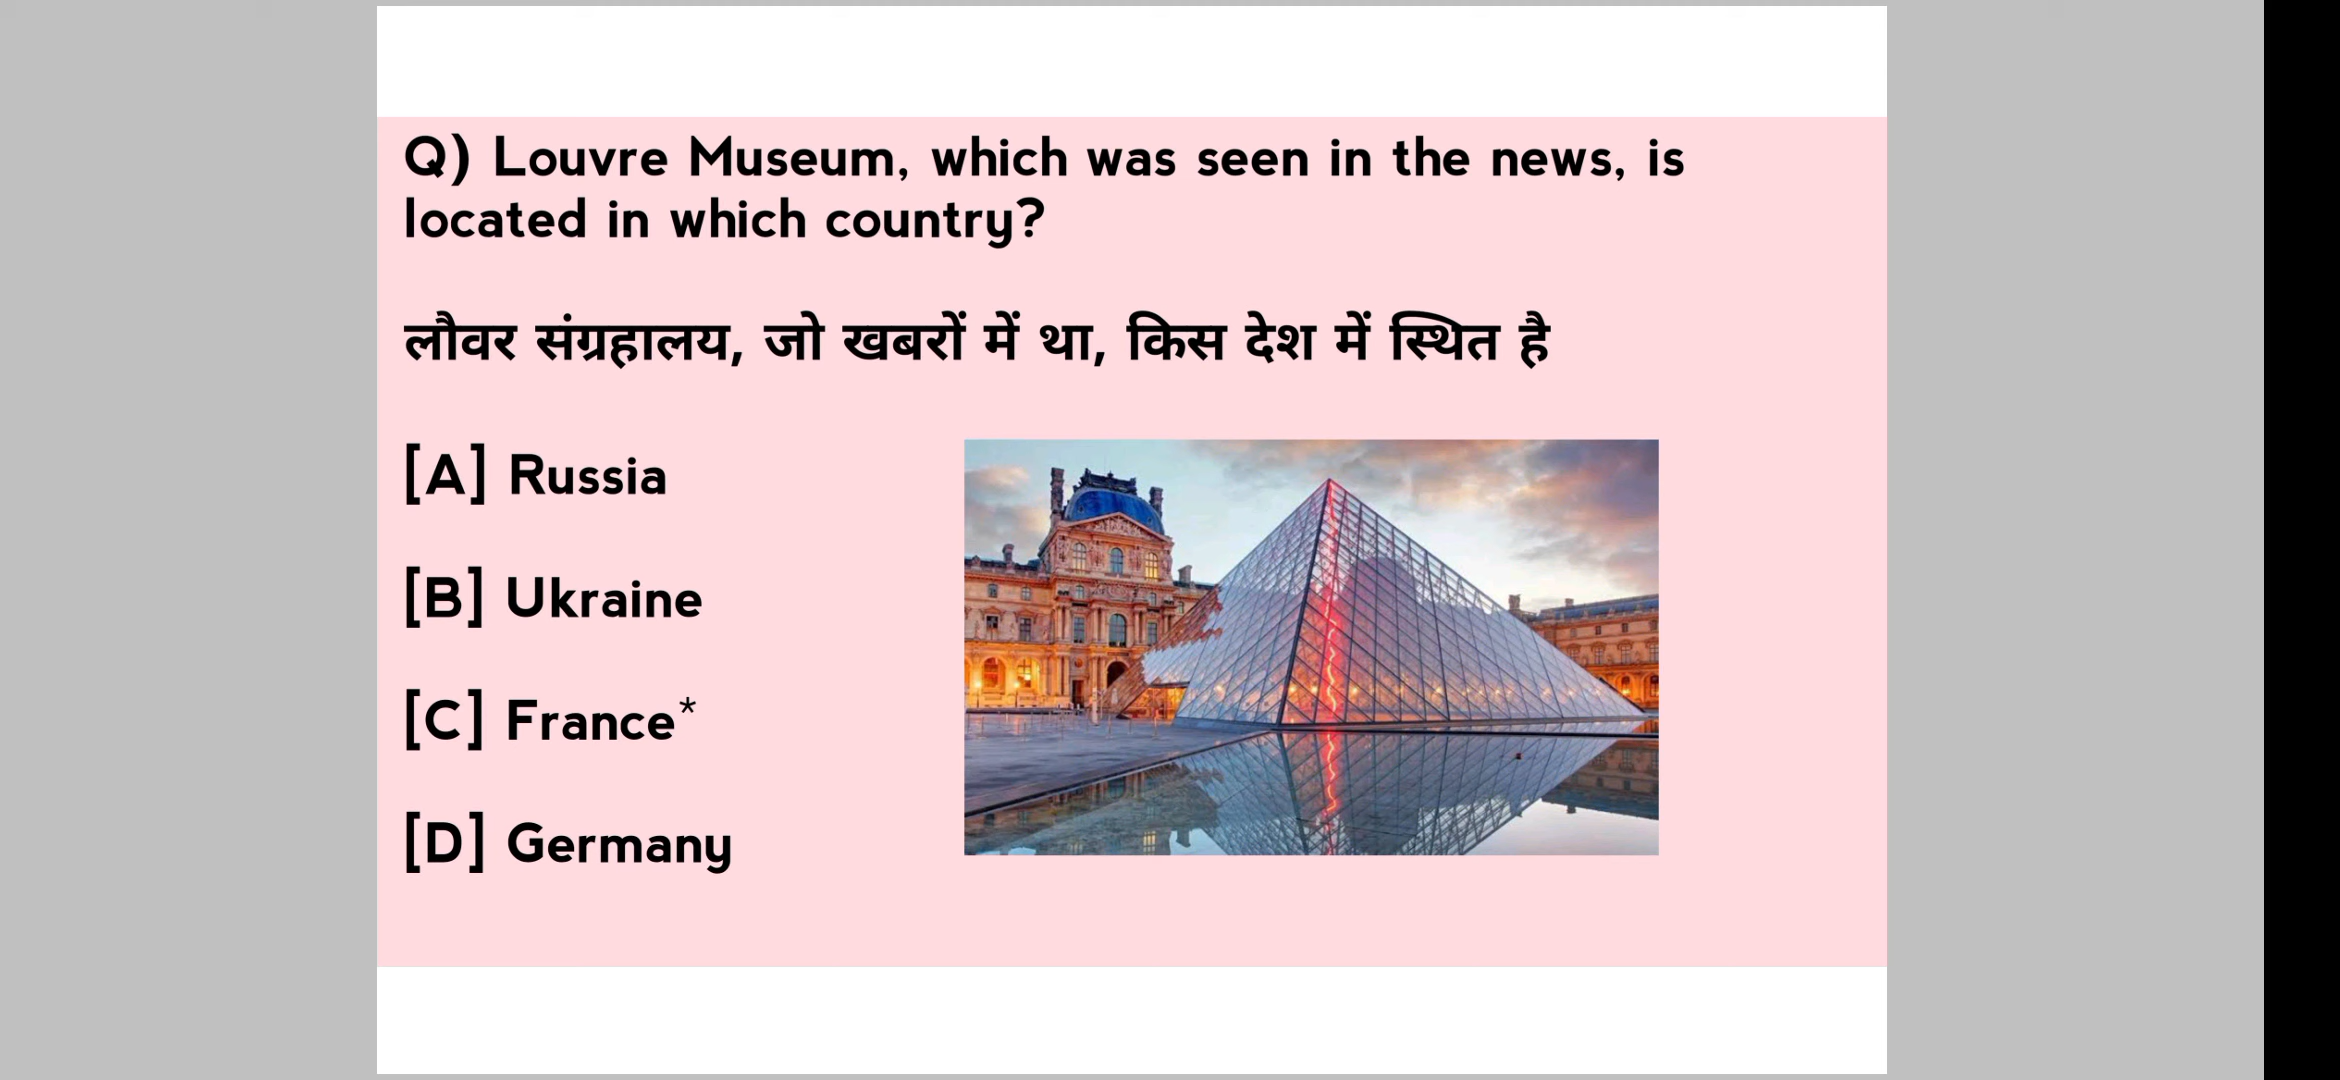 Q) Louvre Museum, which was seen in the news, is
located in which country?
लौवर संग्रहालय, जो खबरों में था, किस देश में स्थित है
[A] Russia
[B] Ukraine
[C] France*
[D] Germany